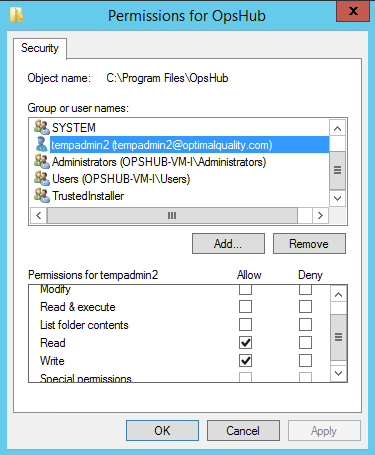 Permissions for OpsHub
Security
Object name: C:\Program Files\OpsHub
Group or user names:
SYSTEM
tempadmin2 (tempadmin2@optimalquality.com)
Administrators (OPSHUB-VM-I\Administrators)
Users (OPSHUB-VM-I\Users)
TrustedInstaller
Add... Remove
Permissions for tempadmin2 Allow Deny
Modify
Read & execute
List folder contents
Read
Write
Special permissions
OK Cancel Apply